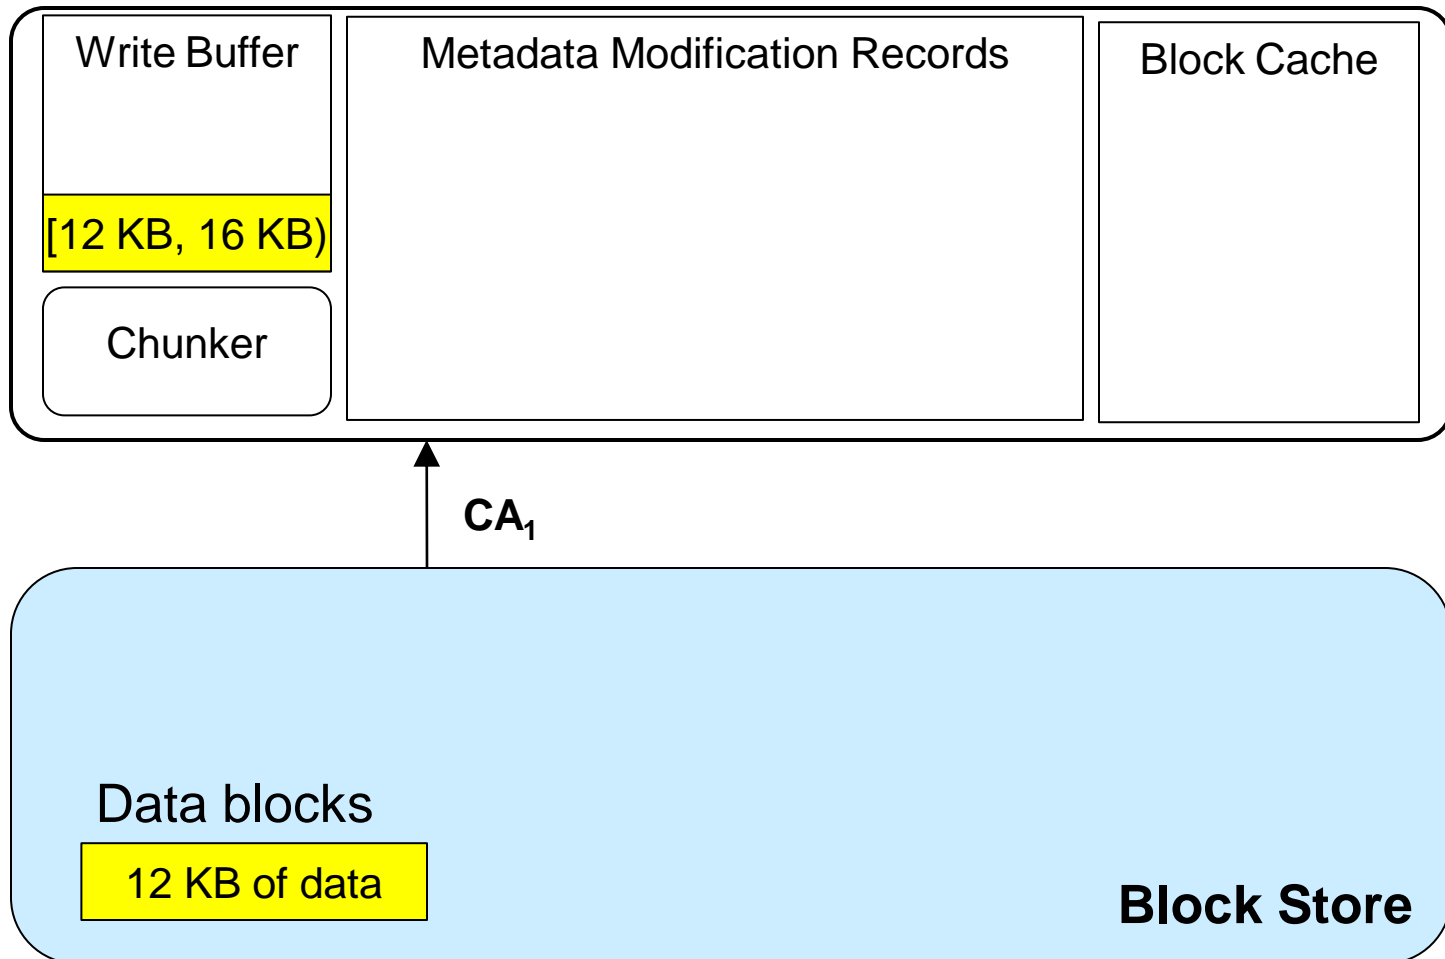 Write Buffer
Metadata Modification Records
Block Cache
[12 KB, 16 KB)
Chunker
CA₁
Data blocks
12 KB of data
Block Store